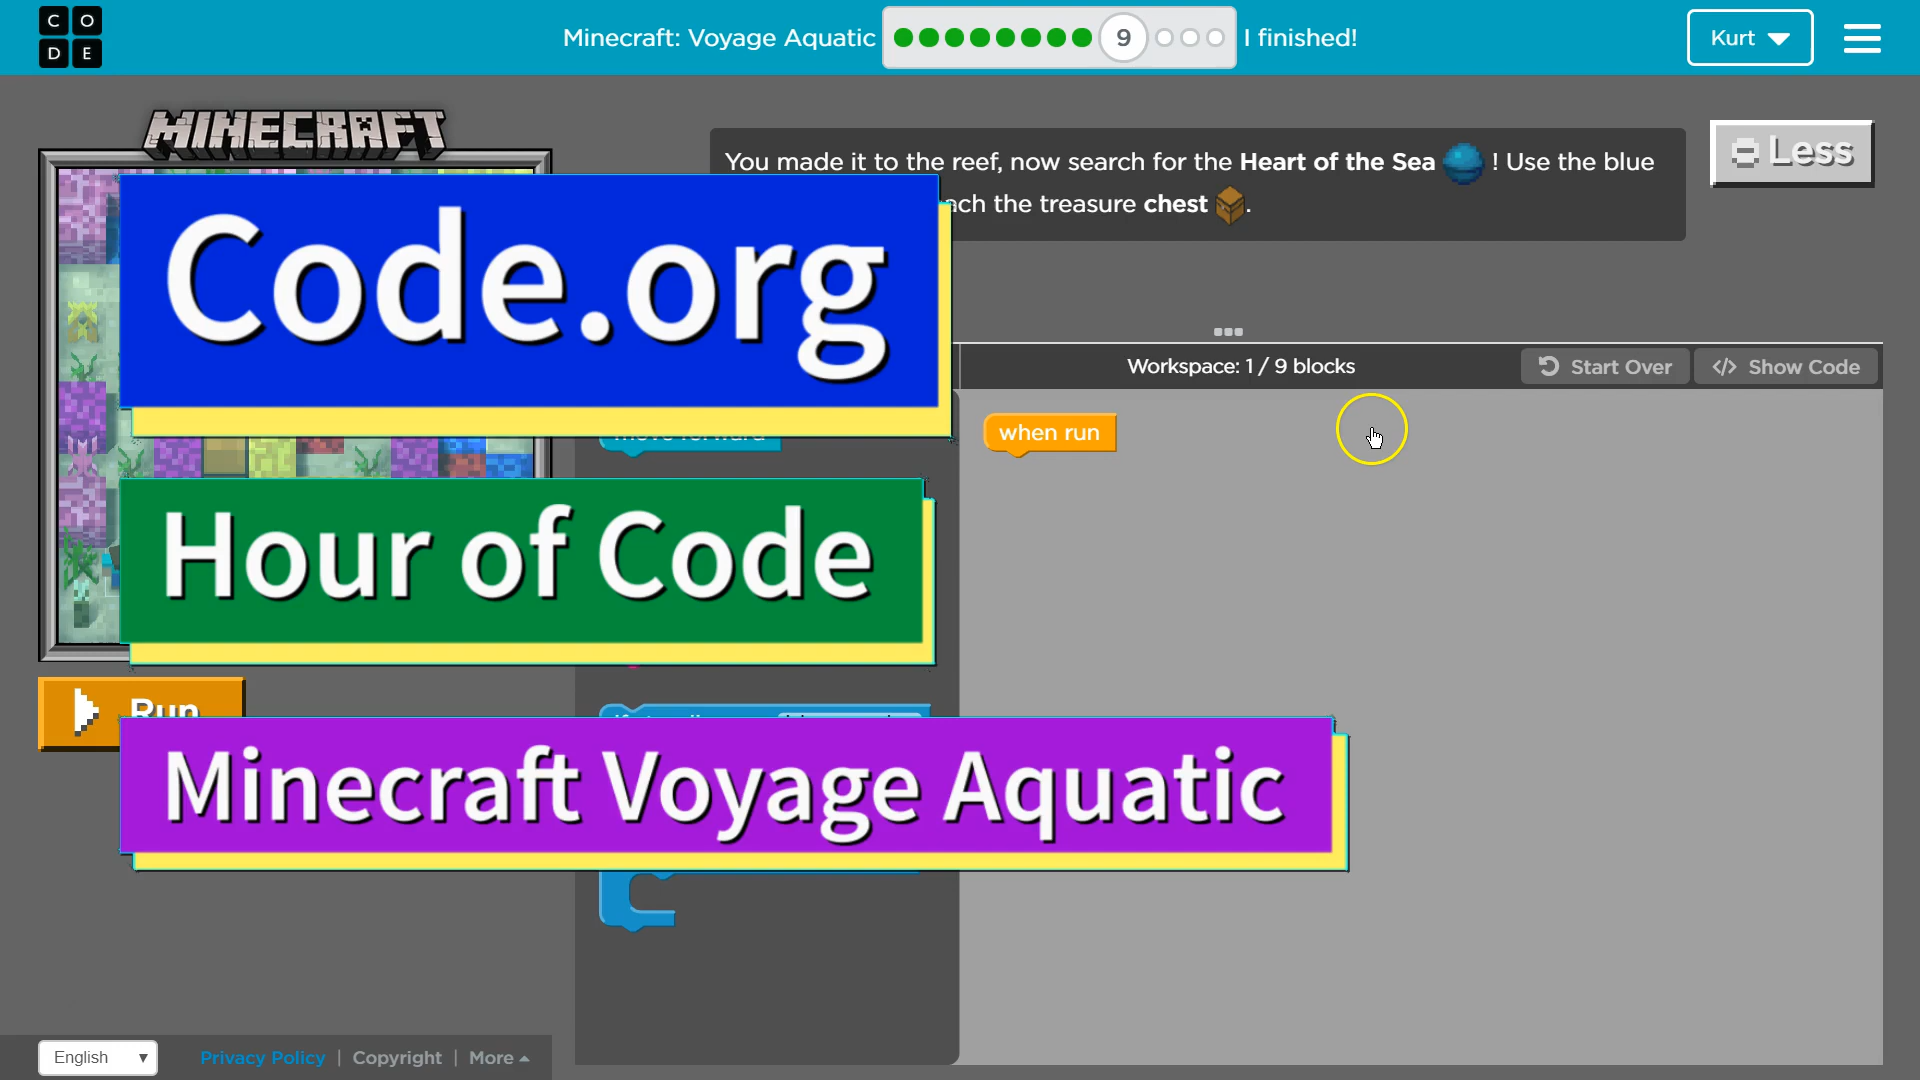 C O
D E
Minecraft: Voyage Aquatic
9
I finished!
Kurt
MINECRAFT
You made it to the reef, now search for the Heart of the Sea ! Use the blue
ach the treasure chest .
Less
Code.org
Workspace: 1 / 9 blocks
Start Over
</> Show Code
move forward
when run
Hour of Code
Run
Minecraft Voyage Aquatic
English
Privacy Policy | Copyright | More